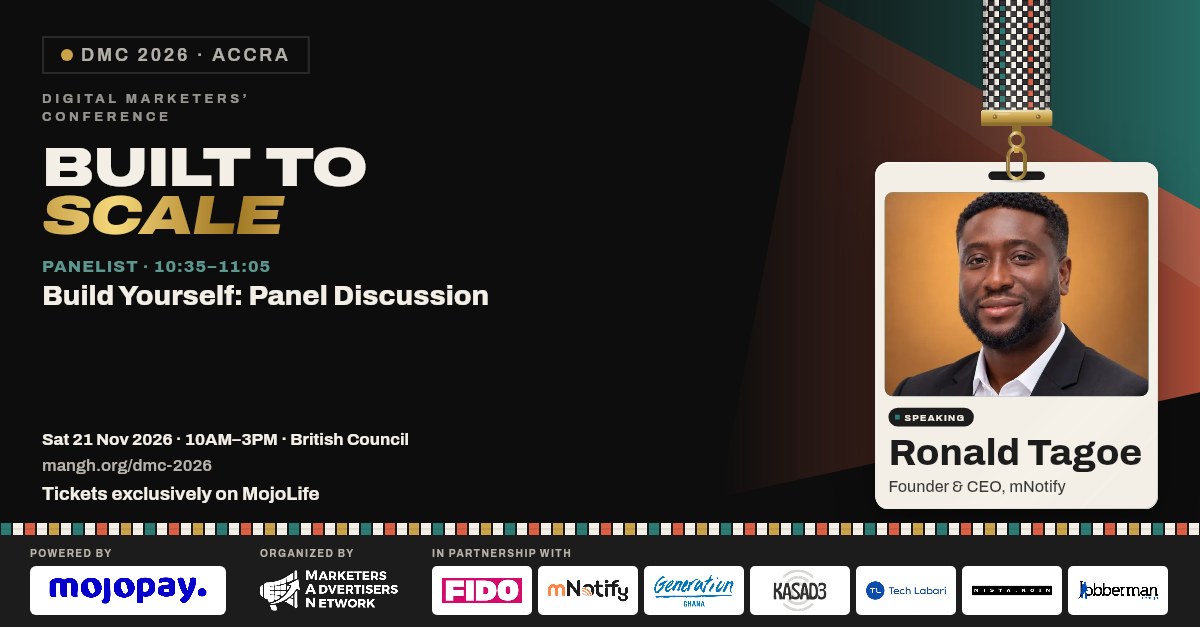 DMC 2026 · ACCRA
DIGITAL MARKETERS'
CONFERENCE
BUILT TO
SCALE
PANELIST · 10:35–11:05
Build Yourself: Panel Discussion
Sat 21 Nov 2026 · 10AM–3PM · British Council
mangh.org/dmc-2026
Tickets exclusively on MojoLife
SPEAKING
Ronald Tagoe
Founder & CEO, mNotify
POWERED BY
mojopay.
ORGANIZED BY
MARKETERS
ADVERTISERS
NETWORK
IN PARTNERSHIP WITH
FIDO
mNotify
Generation
GHANA
KASAD3
TL Tech Labari
Jobberman